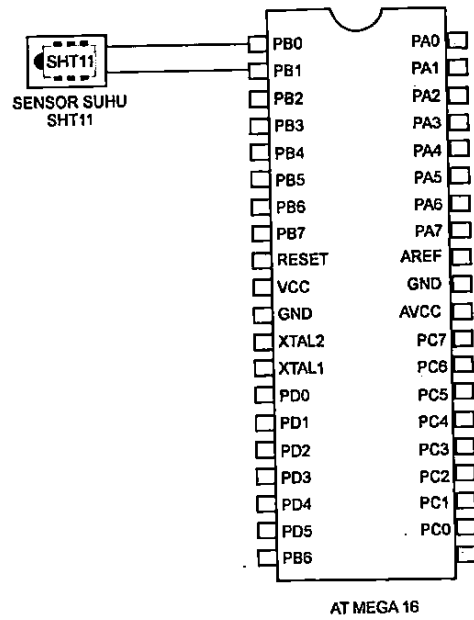 SHT11
SENSOR SUHU
SHT11
PB0
PB1
PB2
PB3
PB4
PB5
PB6
PB7
RESET
VCC
GND
XTAL2
XTAL1
PD0
PD1
PD2
PD3
PD4
PD5
PB6
PA0
PA1
PA2
PA3
PA4
PA5
PA6
PA7
AREF
GND
AVCC
PC7
PC6
PC5
PC4
PC3
PC2
PC1
PC0
AT MEGA 16